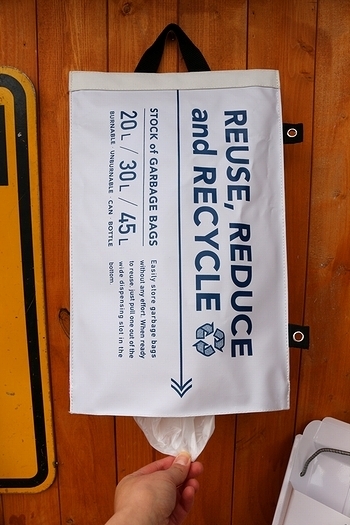 REUSE, REDUCE
and RECYCLE
STOCK of GARBAGE BAGS
20L / 30L / 45L
BURNABLE UNBURNABLE CAN BOTTLE
Easily store garbage bags
without any effort. When ready
to reuse, just pull one out of the
wide dispensing slot in the
bottom.